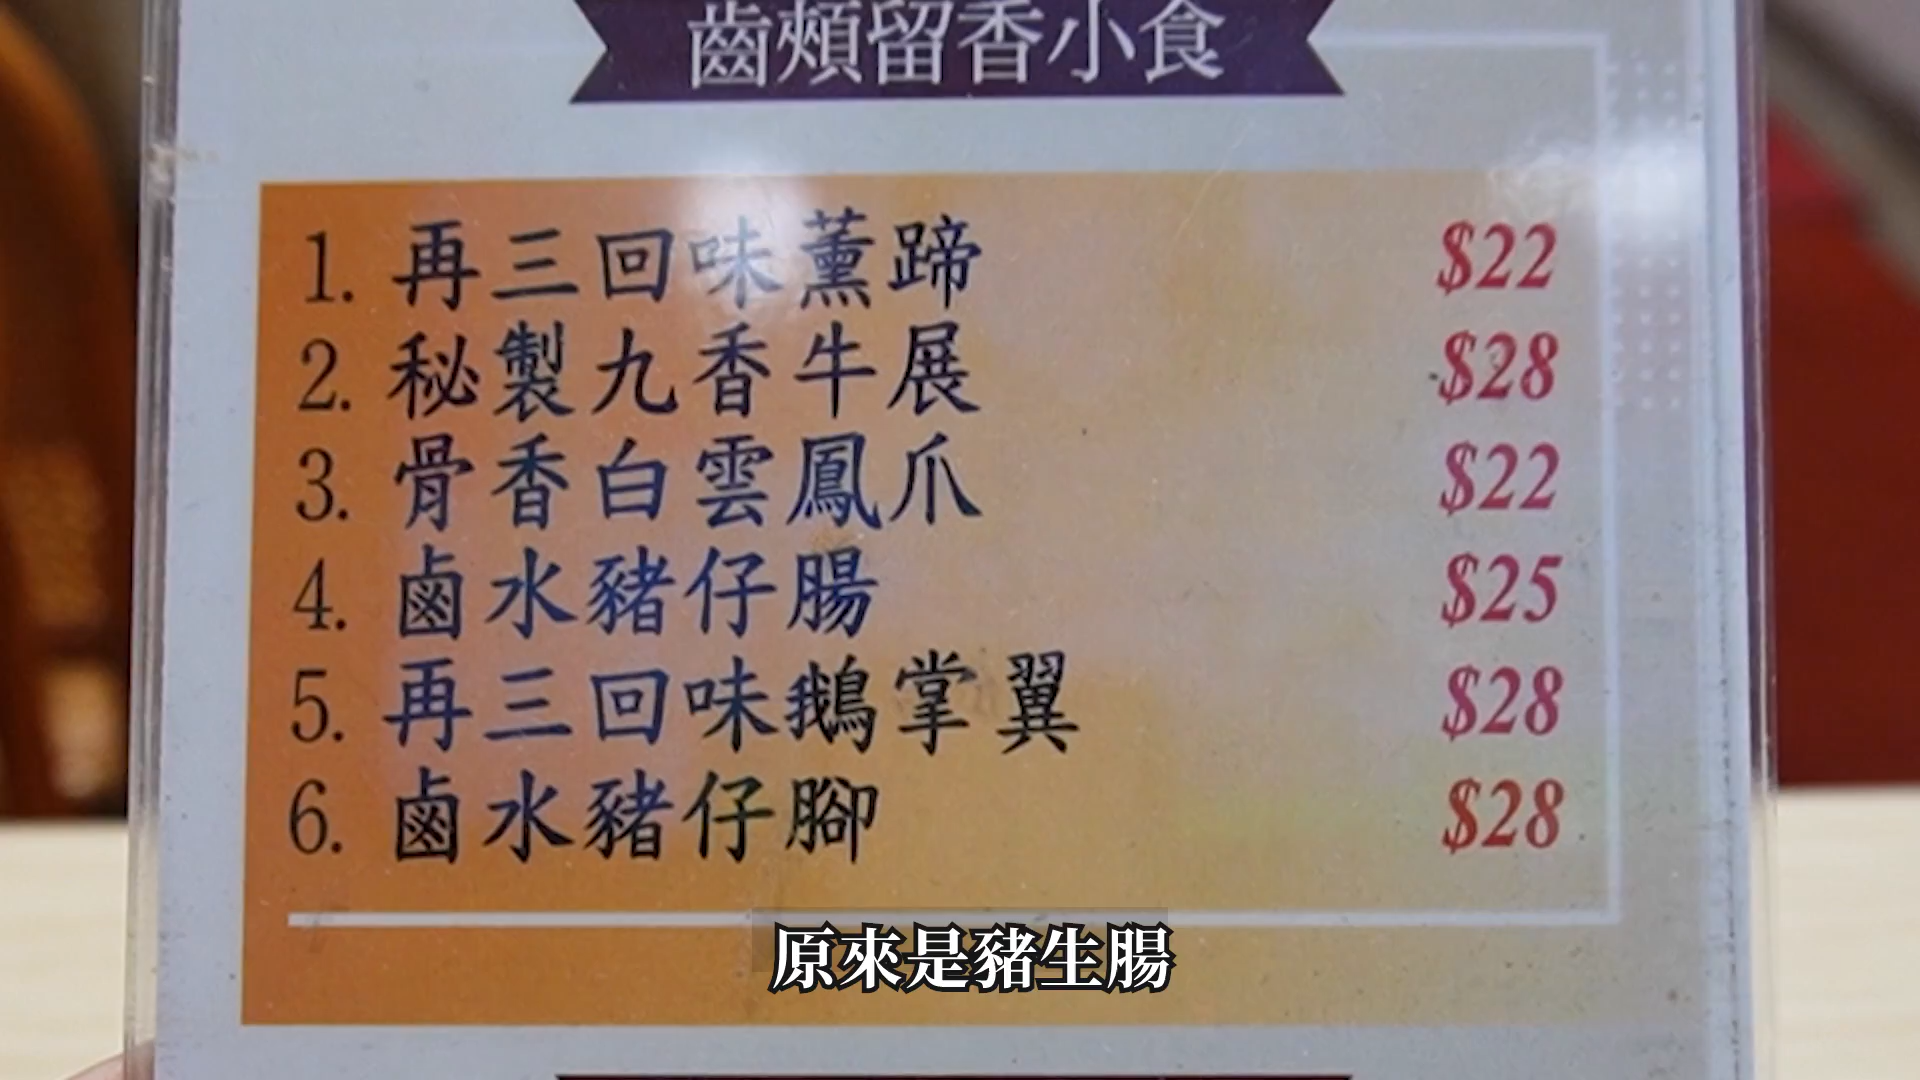 齒頰留香小食
1. 再三回味薰蹄 $22
2. 秘製九香牛展 $28
3. 骨香白雲鳳爪 $22
4. 鹵水豬仔腸 $25
5. 再三回味鵝掌翼 $28
6. 鹵水豬仔腳 $28
原來是豬生腸